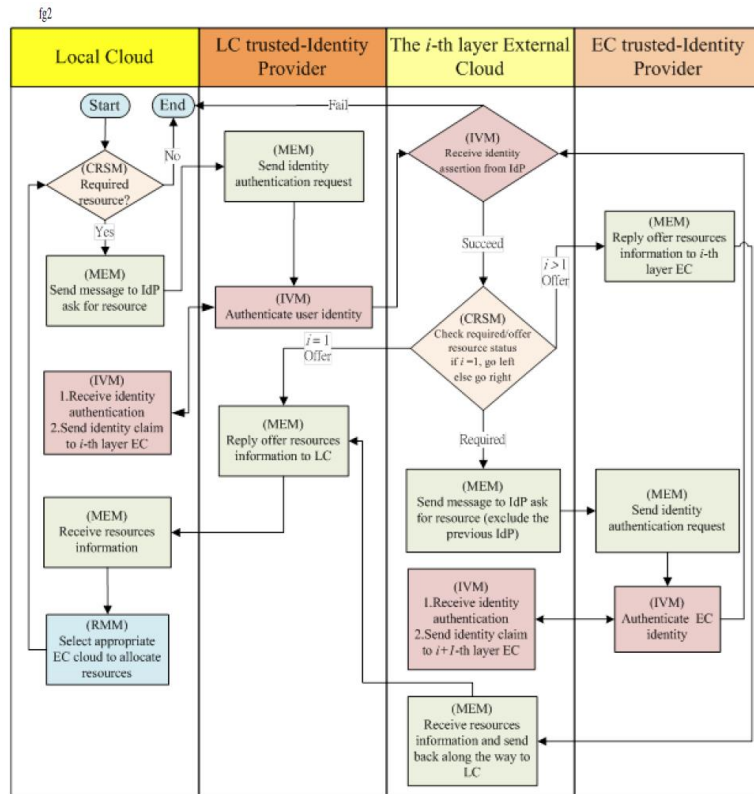 fg2
Local Cloud
LC trusted-Identity
Provider
The i-th layer External
Cloud
EC trusted-Identity
Provider
Start
End
Fail
No
(CRSM)
Required
resource?
Yes
(MEM)
Send message to IdP
ask for resource
(IVM)
1.Receive identity
authentication
2.Send identity claim
to i-th layer EC
(MEM)
Receive resources
information
(RMM)
Select appropriate
EC cloud to allocate
resources
(MEM)
Send identity
authentication request
(IVM)
Authenticate user identity
i = 1
Offer
(MEM)
Reply offer resources
information to LC
(IVM)
Receive identity
assertion from IdP
Succeed
(CRSM)
Check required/offer
resource status
if i =1, go left
else go right
i > 1
Offer
Required
(MEM)
Send message to IdP ask
for resource (exclude the
previous IdP)
(IVM)
1.Receive identity
authentication
2.Send identity claim
to i+1-th layer EC
(MEM)
Receive resources
information and send
back along the way to
LC
(MEM)
Reply offer resources
information to i-th
layer EC
(MEM)
Send identity
authentication request
(IVM)
Authenticate EC
identity